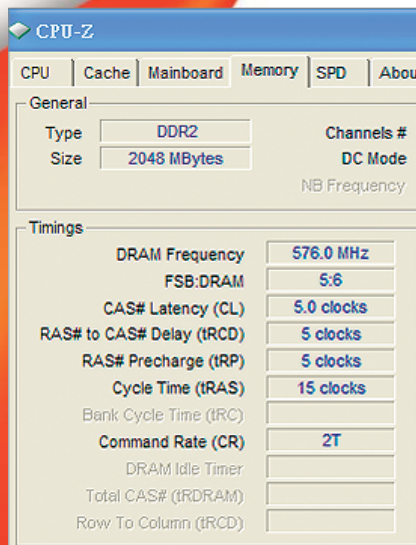 CPU-Z
CPU Cache Mainboard Memory SPD Abou
General
Type DDR2 Channels #
Size 2048 MBytes DC Mode
NB Frequency
Timings
DRAM Frequency 576.0 MHz
FSB:DRAM 5:6
CAS# Latency (CL) 5.0 clocks
RAS# to CAS# Delay (tRCD) 5 clocks
RAS# Precharge (tRP) 5 clocks
Cycle Time (tRAS) 15 clocks
Bank Cycle Time (tRC)
Command Rate (CR) 2T
DRAM Idle Timer
Total CAS# (tRDRAM)
Row To Column (tRCD)